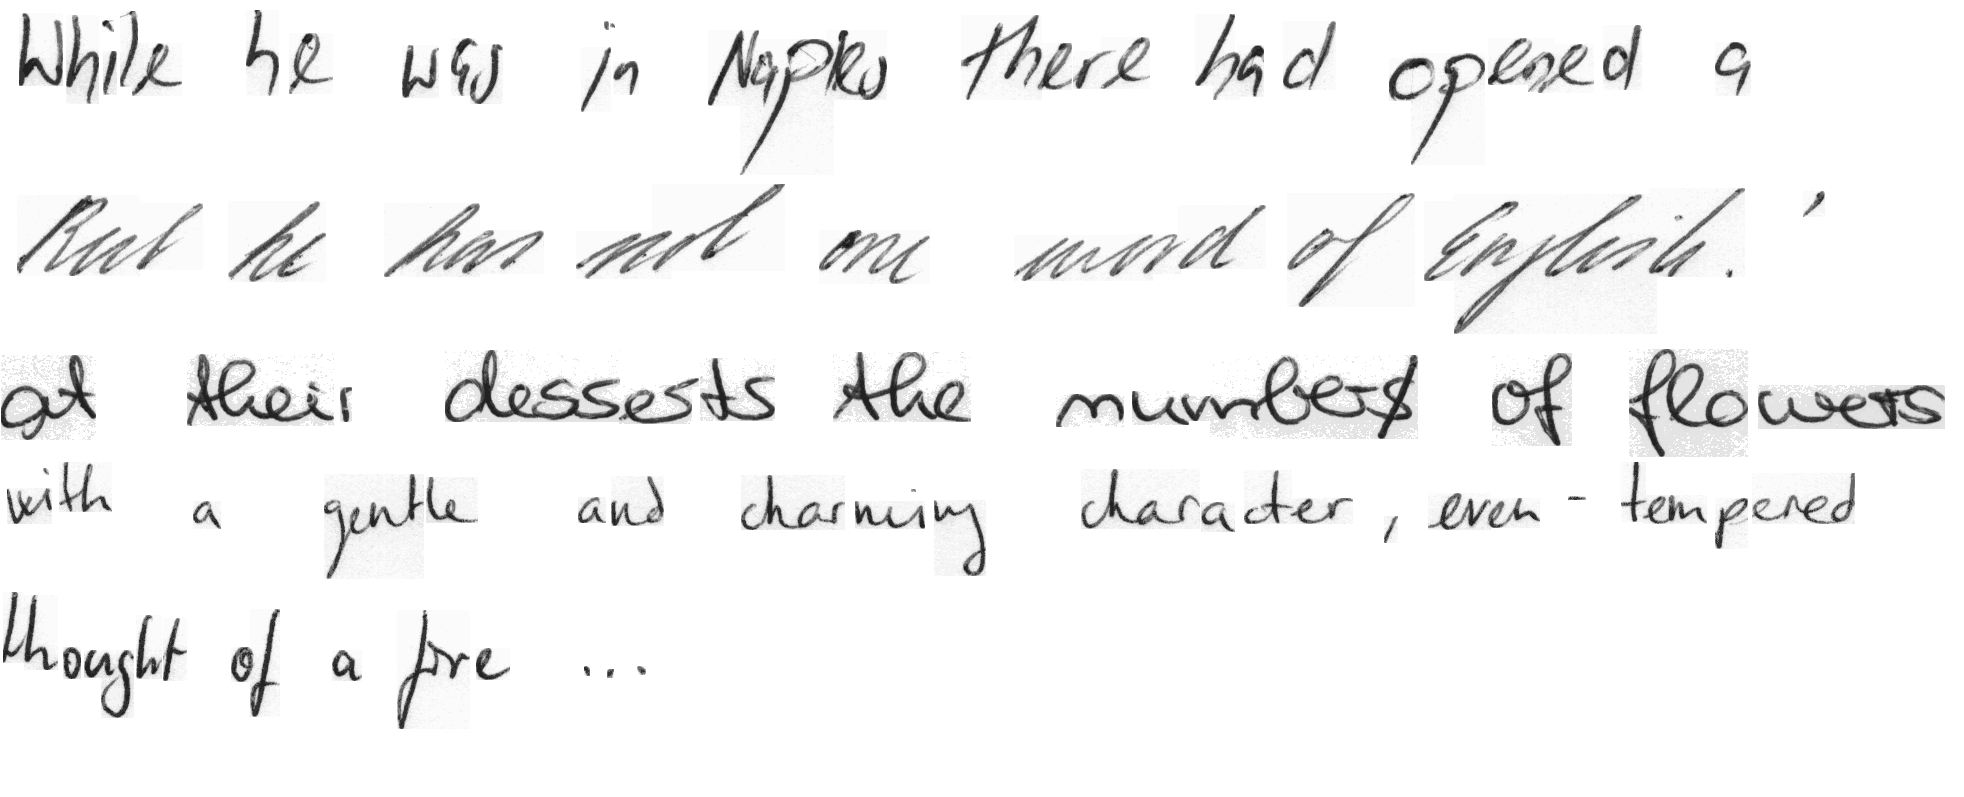 While he was in Naples there had opened a
But he has not one word of English.'
at their dessests the numbers of flowers
with a gentle and charming character, even-tempered
thought of a fire ...